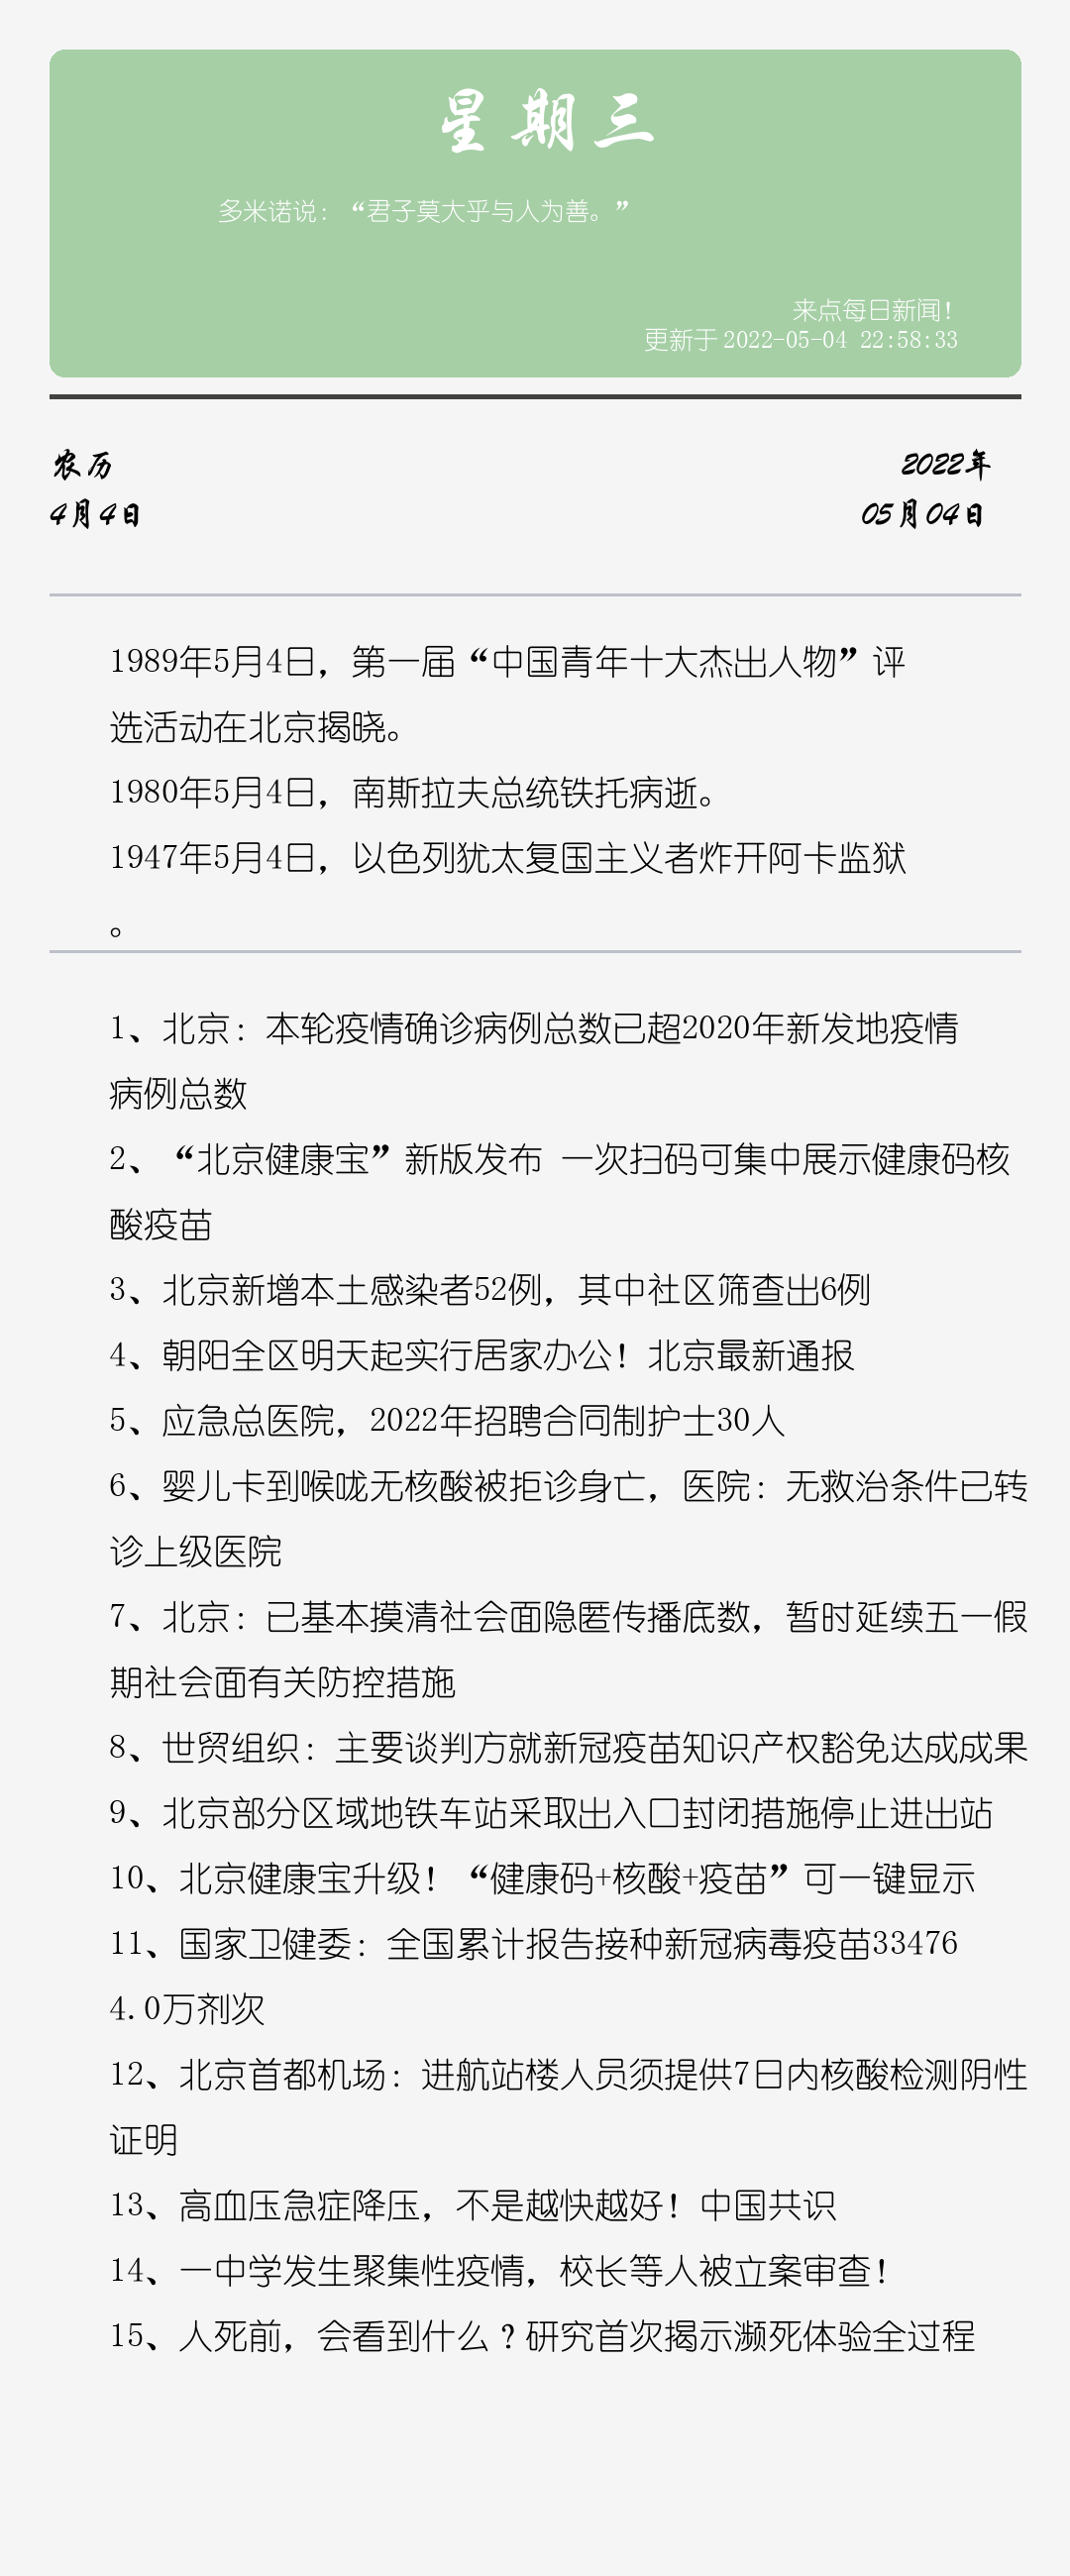 星期三
多米诺说：“君子莫大乎与人为善。”
来点每日新闻！
更新于 2022-05-04 22:58:33
农历
2022年
4月4日
05月04日
1989年5月4日，第一届“中国青年十大杰出人物”评
选活动在北京揭晓。
1980年5月4日，南斯拉夫总统铁托病逝。
1947年5月4日，以色列犹太复国主义者炸开阿卡监狱
。
1、北京：本轮疫情确诊病例总数已超2020年新发地疫情
病例总数
2、“北京健康宝”新版发布 一次扫码可集中展示健康码核
酸疫苗
3、北京新增本土感染者52例，其中社区筛查出6例
4、朝阳全区明天起实行居家办公！北京最新通报
5、应急总医院，2022年招聘合同制护士30人
6、婴儿卡到喉咙无核酸被拒诊身亡，医院：无救治条件已转
诊上级医院
7、北京：已基本摸清社会面隐匿传播底数，暂时延续五一假
期社会面有关防控措施
8、世贸组织：主要谈判方就新冠疫苗知识产权豁免达成成果
9、北京部分区域地铁车站采取出入口封闭措施停止进出站
10、北京健康宝升级！“健康码+核酸+疫苗”可一键显示
11、国家卫健委：全国累计报告接种新冠病毒疫苗33476
4.0万剂次
12、北京首都机场：进航站楼人员须提供7日内核酸检测阴性
证明
13、高血压急症降压，不是越快越好！中国共识
14、一中学发生聚集性疫情，校长等人被立案审查！
15、人死前，会看到什么？研究首次揭示濒死体验全过程